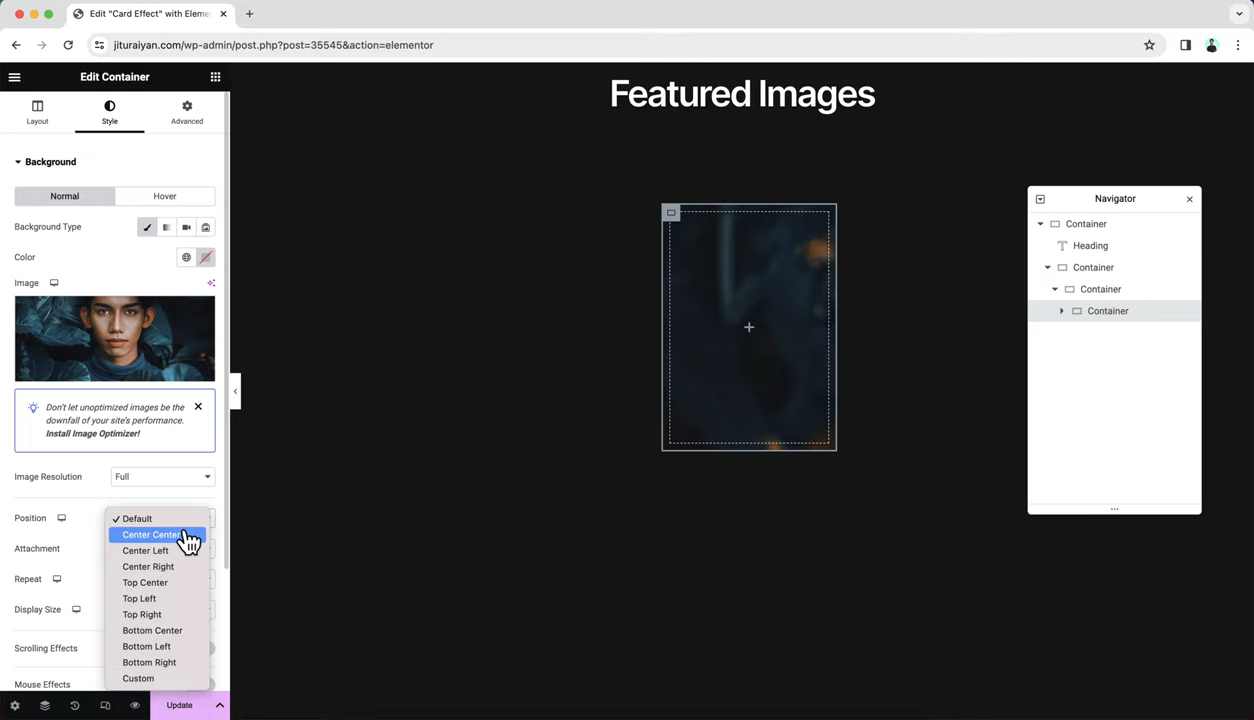 Edit "Card Effect" with Eleme
jituraiyan.com/wp-admin/post.php?post=35545&action=elementor
Edit Container
Layout
Style
Advanced
Background
Normal
Hover
Background Type
Color
Image
Don't let unoptimized images be the
downfall of your site's performance.
Install Image Optimizer!
Image Resolution
Full
Position
Default
Center Center
Center Left
Attachment
Center Right
Repeat
Top Center
Top Left
Display Size
Top Right
Bottom Center
Scrolling Effects
Bottom Left
Bottom Right
Custom
Mouse Effects
Update
Featured Images
Navigator
Container
Heading
Container
Container
Container